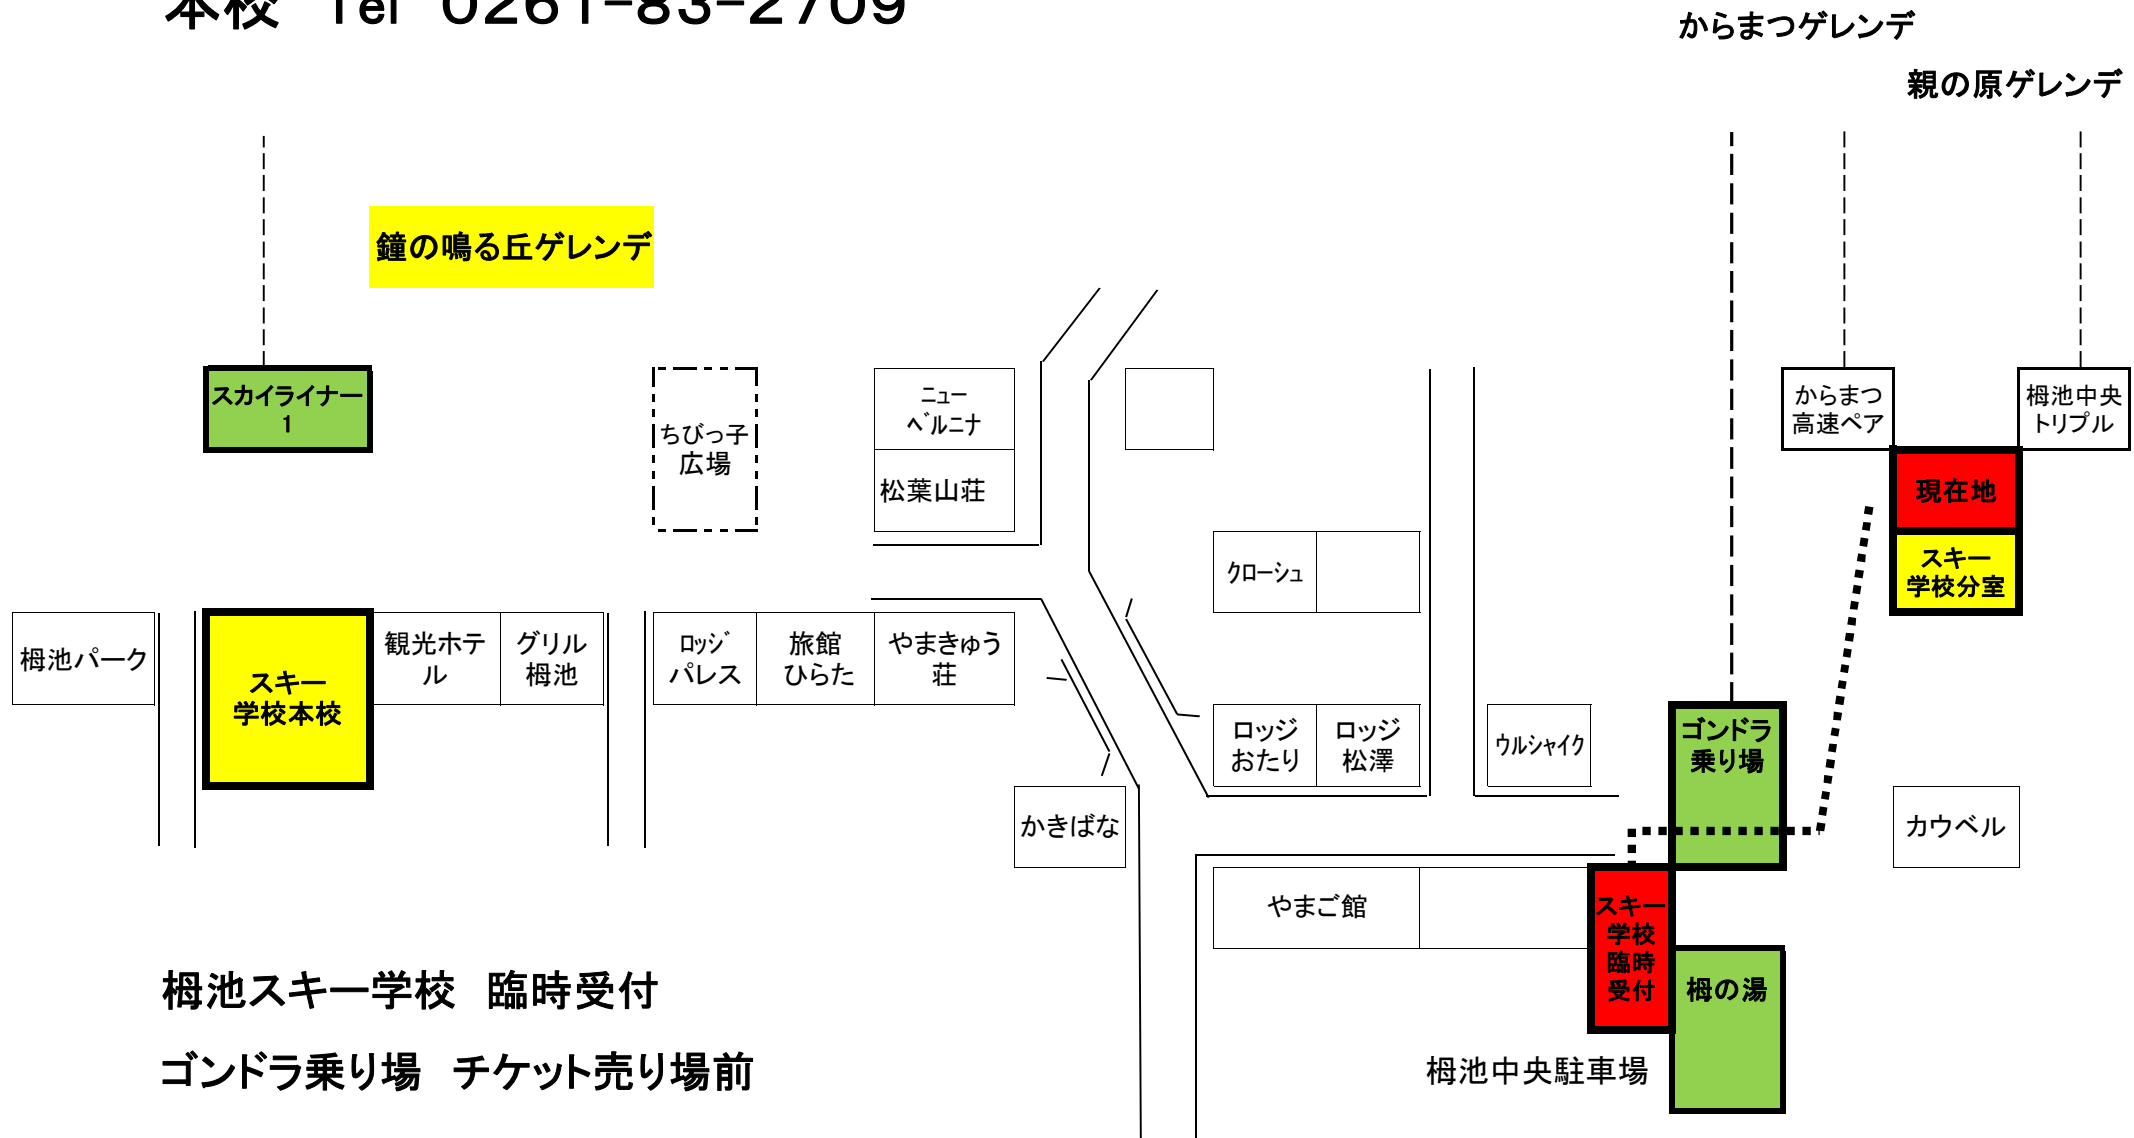 本校　Tel　0261-83-2709
からまつゲレンデ
親の原ゲレンデ
鐘の鳴る丘ゲレンデ
スカイライナー
1
ちびっ子
広場
ニュー
ベルニナ
松葉山荘
からまつ
高速ペア
栂池中央
トリプル
現在地
スキー
学校分室
クローシュ
栂池パーク
スキー
学校本校
観光ホテ
ル
グリル
栂池
ロッジ
パレス
旅館
ひらた
やまきゅう
荘
ロッジ
おたり
ロッジ
松澤
ウルシャイク
ゴンドラ
乗り場
かきばな
カウベル
やまご館
スキー
学校
臨時
受付
栂の湯
栂池スキー学校　臨時受付
ゴンドラ乗り場　チケット売り場前
栂池中央駐車場